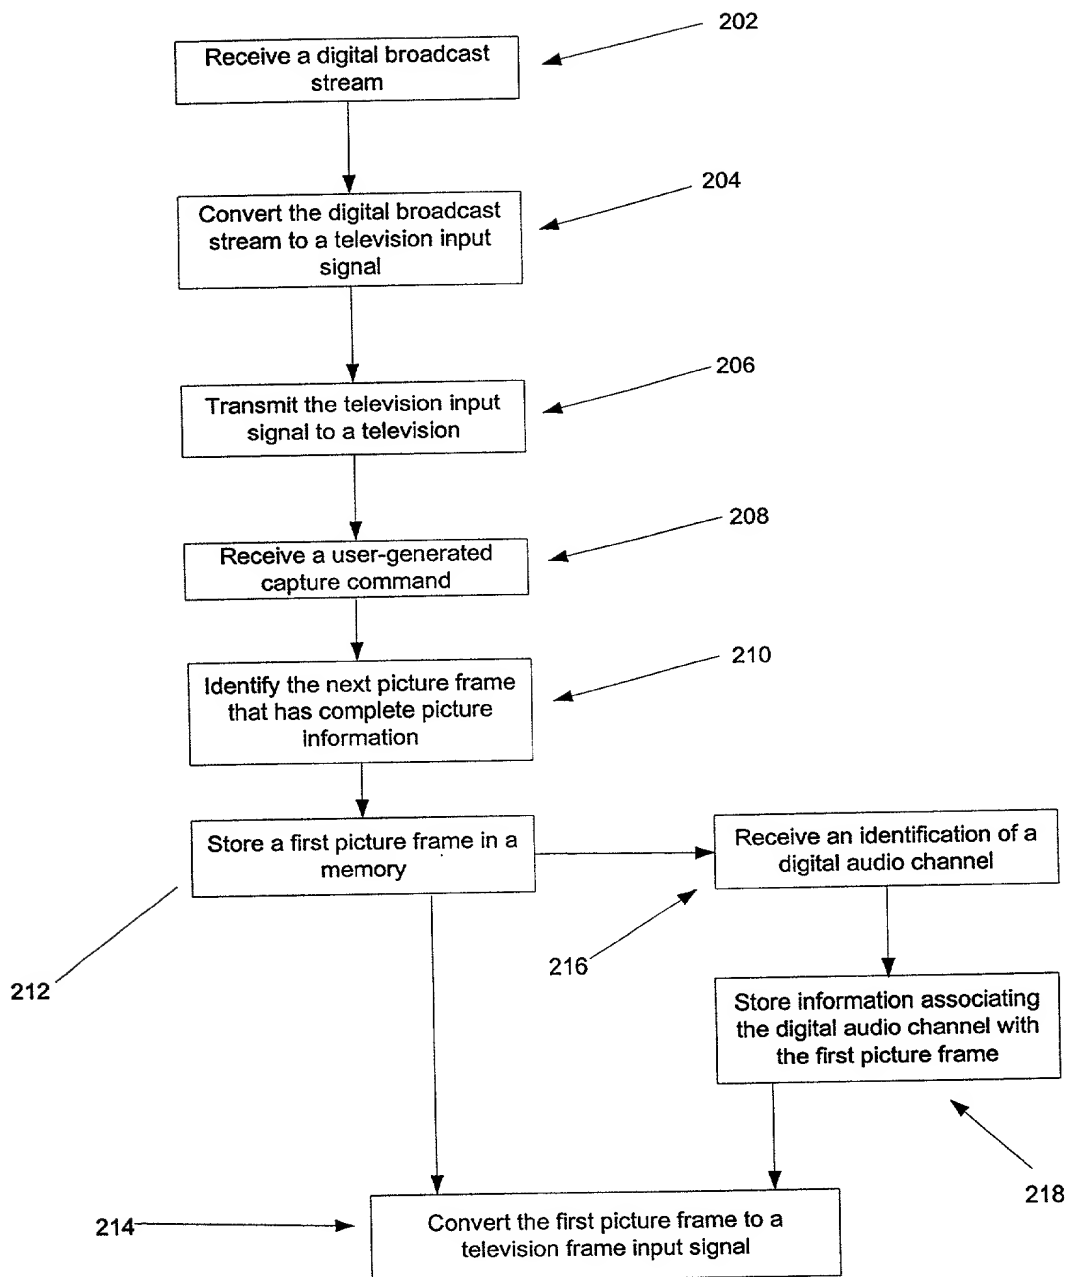 202
Receive a digital broadcast
stream
204
Convert the digital broadcast
stream to a television input
signal
206
Transmit the television input
signal to a television
208
Receive a user-generated
capture command
210
Identify the next picture frame
that has complete picture
information
Store a first picture frame in a
memory
212
Receive an identification of a
digital audio channel
216
Store information associating
the digital audio channel with
the first picture frame
218
214
Convert the first picture frame to a
television frame input signal